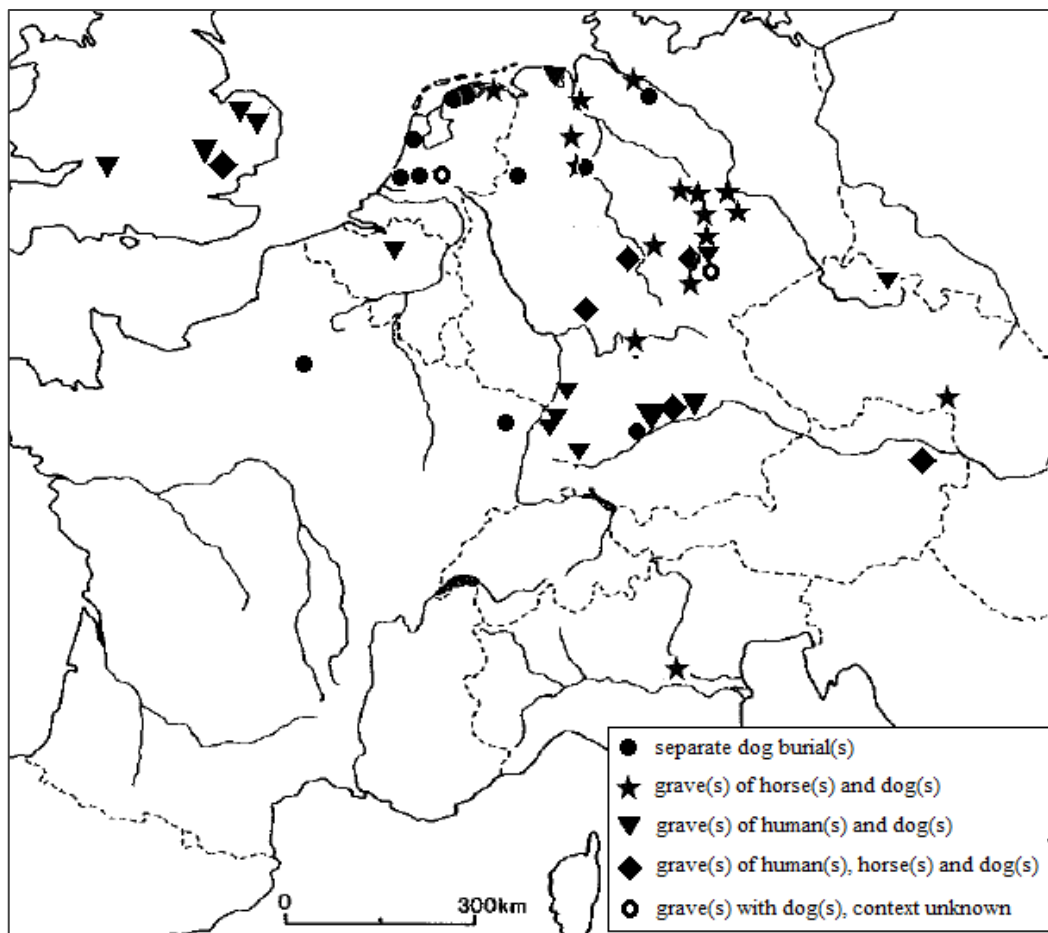 separate dog burial(s)
grave(s) of horse(s) and dog(s)
grave(s) of human(s) and dog(s)
grave(s) of human(s), horse(s) and dog(s)
grave(s) with dog(s), context unknown
0 300km